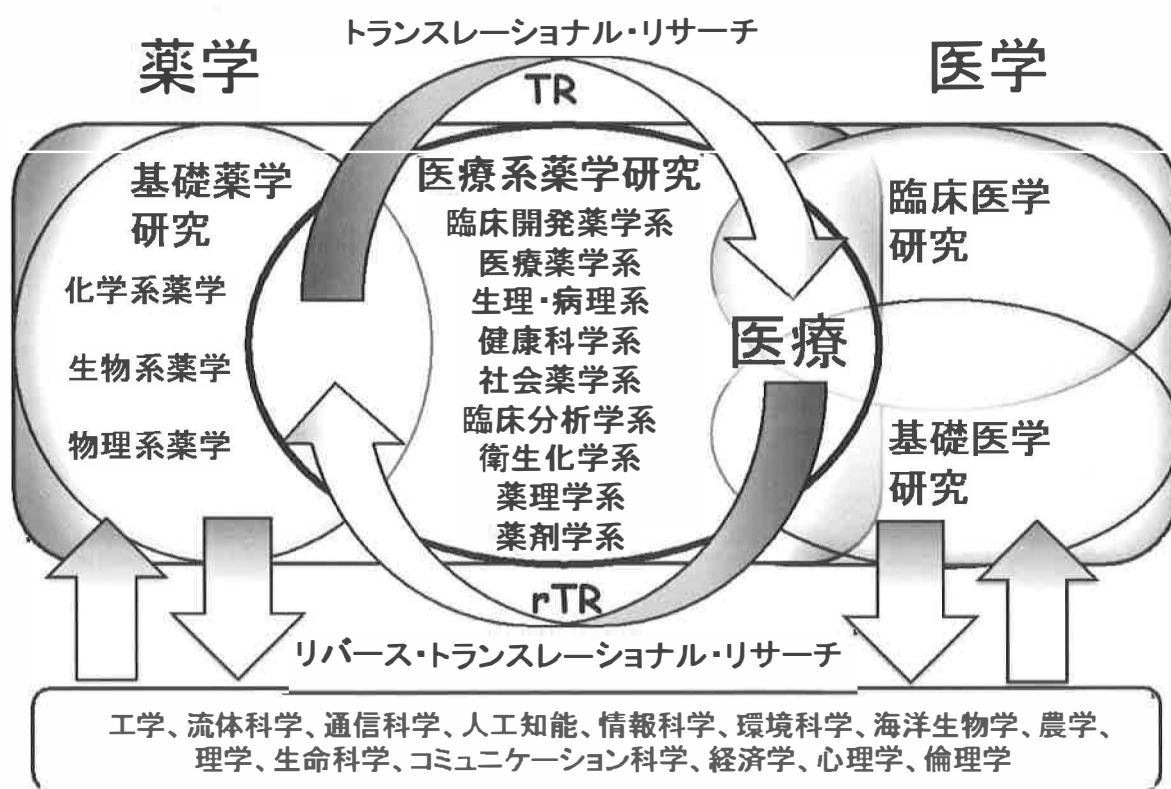 トランスレーショナル・リサーチ
薬学
医学
TR
基礎薬学
研究
化学系薬学
生物系薬学
物理系薬学
医療系薬学研究
臨床開発薬学系
医療薬学系
生理・病理系
健康科学系
社会薬学系
臨床分析学系
衛生化学系
薬理学系
薬剤学系
医療
臨床医学
研究
基礎医学
研究
rTR
リバース・トランスレーショナル・リサーチ
工学、流体科学、通信科学、人工知能、情報科学、環境科学、海洋生物学、農学、
理学、生命科学、コミュニケーション科学、経済学、心理学、倫理学